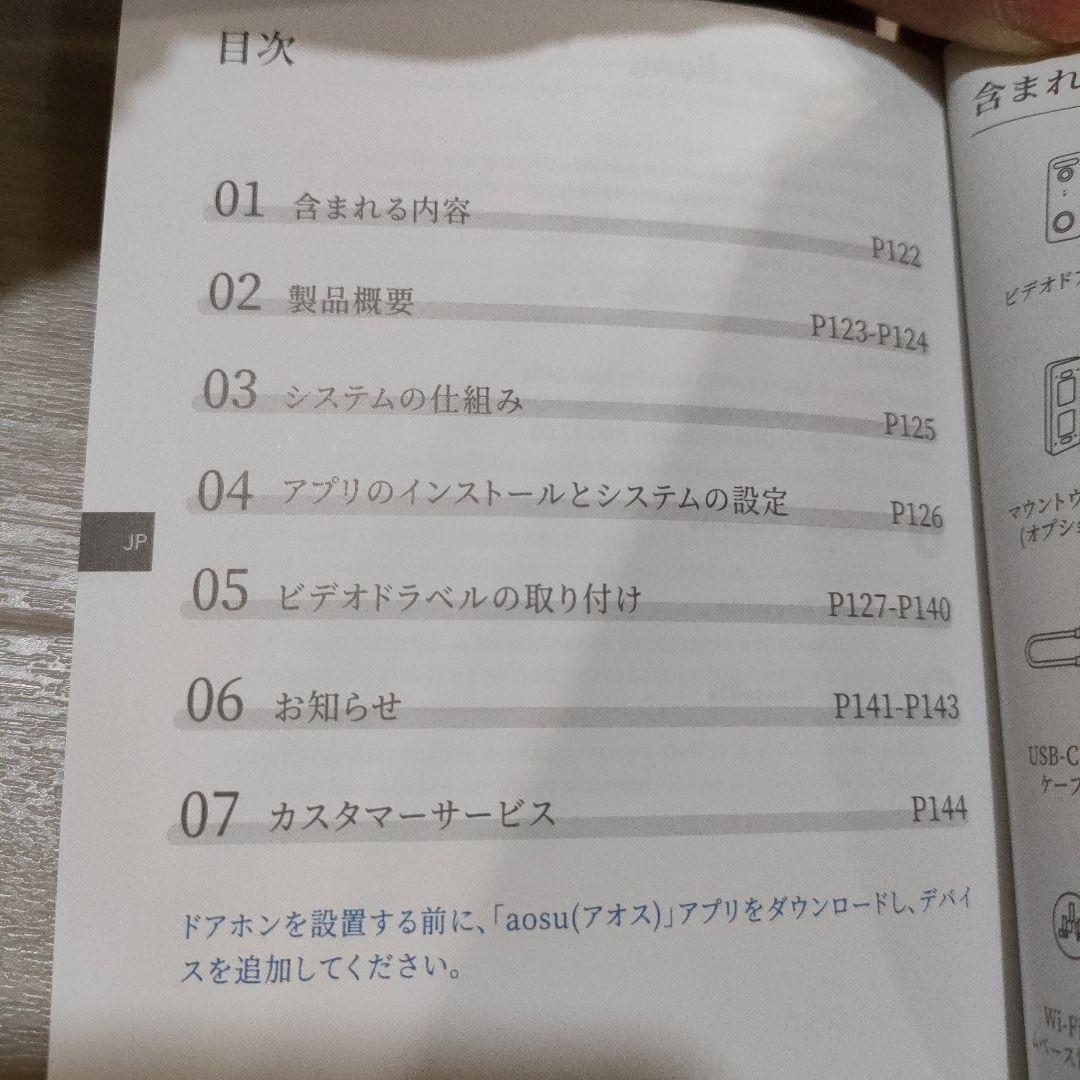 目次
01 含まれる内容 P122
02 製品概要 P123-P124
03 システムの仕組み P125
04 アプリのインストールとシステムの設定 P126
05 ビデオドラベルの取り付け P127-P140
06 お知らせ P141-P143
07 カスタマーサービス P144
ドアホンを設置する前に、「aosu(アオス)」アプリをダウンロードし、デバイ
スを追加してください。
JP
含まれ
ビデオド
マウント
(オプショ
USB-C
ケーブ
Wi-F